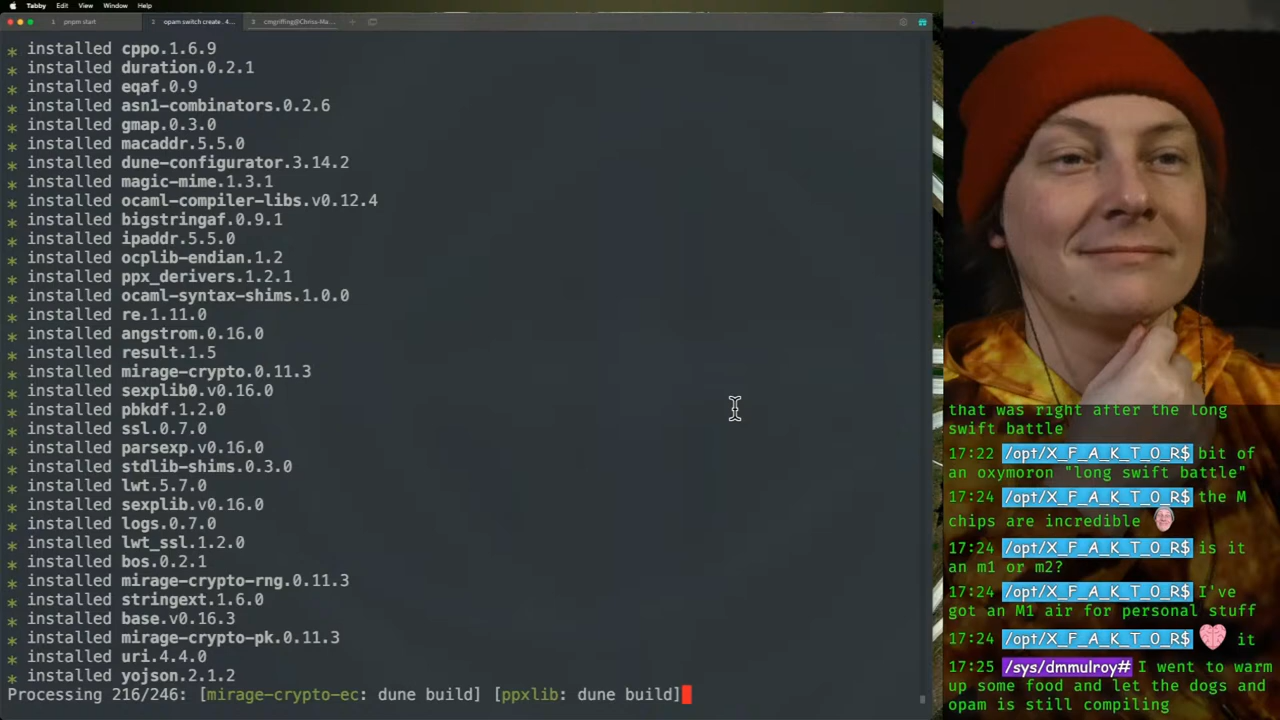 Tabby Edit View Window Help
1 pnpm start 2 opam switch create . 4... 3 cmgriffing@Chriss-Ma...
* installed cppo.1.6.9
* installed duration.0.2.1
* installed eqaf.0.9
* installed asn1-combinators.0.2.6
* installed gmap.0.3.0
* installed macaddr.5.5.0
* installed dune-configurator.3.14.2
* installed magic-mime.1.3.1
* installed ocaml-compiler-libs.v0.12.4
* installed bigstringaf.0.9.1
* installed ipaddr.5.5.0
* installed ocplib-endian.1.2
* installed ppx_derivers.1.2.1
* installed ocaml-syntax-shims.1.0.0
* installed re.1.11.0
* installed angstrom.0.16.0
* installed result.1.5
* installed mirage-crypto.0.11.3
* installed sexplib0.v0.16.0
* installed pbkdf.1.2.0
* installed ssl.0.7.0
* installed parsexp.v0.16.0
* installed stdlib-shims.0.3.0
* installed lwt.5.7.0
* installed sexplib.v0.16.0
* installed logs.0.7.0
* installed lwt_ssl.1.2.0
* installed bos.0.2.1
* installed mirage-crypto-rng.0.11.3
* installed stringext.1.6.0
* installed base.v0.16.3
* installed mirage-crypto-pk.0.11.3
* installed uri.4.4.0
* installed yojson.2.1.2
Processing 216/246: [mirage-crypto-ec: dune build] [ppxlib: dune build]
that was right after the long
swift battle
17:22 /opt/X_F_A_K_T_O_R$ bit of
an oxymoron "long swift battle"
17:24 /opt/X_F_A_K_T_O_R$ the M
chips are incredible
17:24 /opt/X_F_A_K_T_O_R$ is it
an m1 or m2?
17:24 /opt/X_F_A_K_T_O_R$ I've
got an M1 air for personal stuff
17:24 /opt/X_F_A_K_T_O_R$ it
17:25 /sys/dmmulroy# I went to warm
up some food and let the dogs and
opam is still compiling